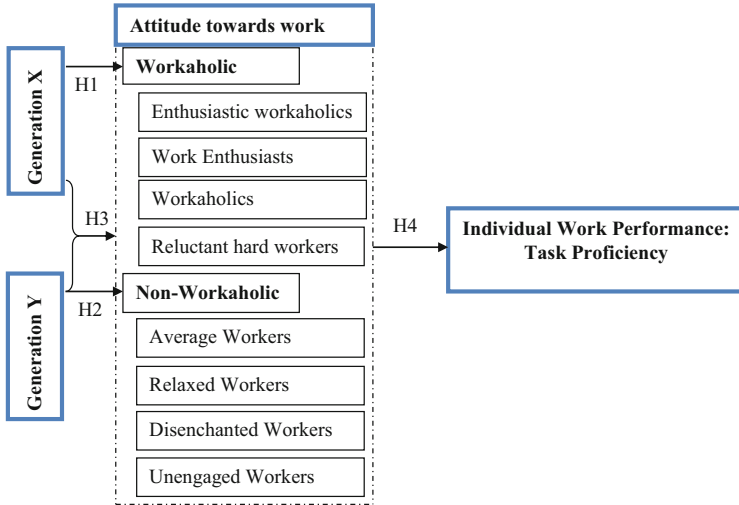 Attitude towards work
Generation X
H1
Workaholic
Enthusiastic workaholics
Work Enthusiasts
Workaholics
H3
Reluctant hard workers
H4
Individual Work Performance:
Task Proficiency
Generation Y
H2
Non-Workaholic
Average Workers
Relaxed Workers
Disenchanted Workers
Unengaged Workers